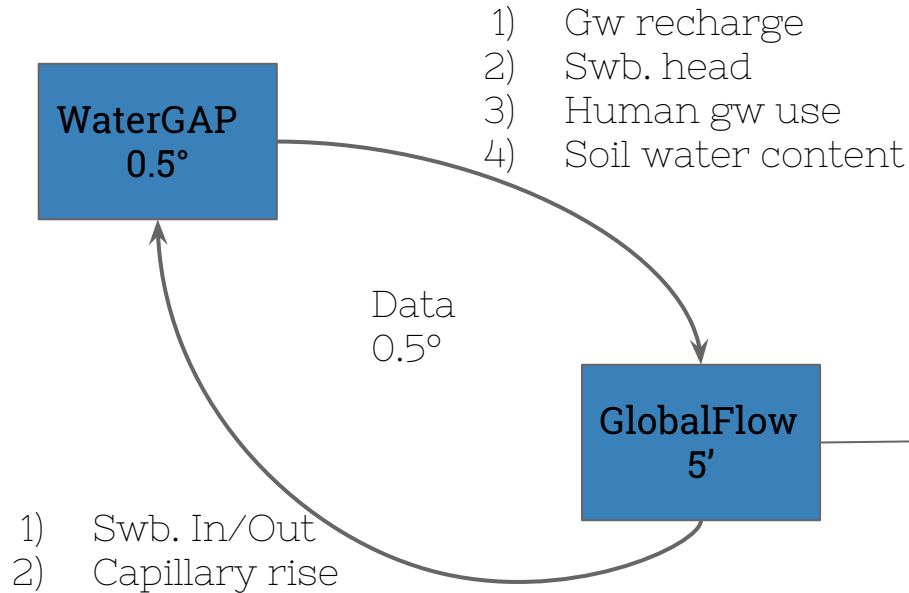 1) Gw recharge
2) Swb. head
3) Human gw use
4) Soil water content
WaterGAP
0.5°
Data
0.5°
GlobalFlow
5’
1) Swb. In/Out
2) Capillary rise